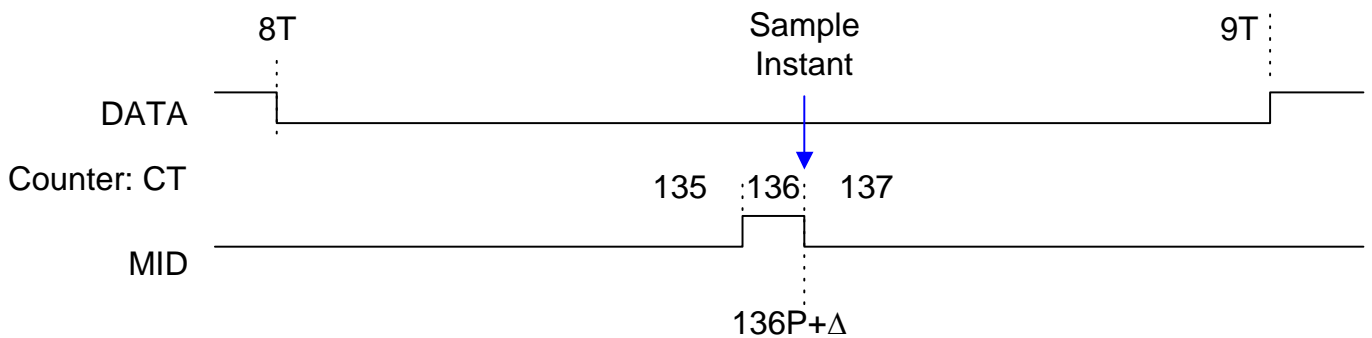 8T
Sample
Instant
9T
DATA
Counter: CT
135 136 137
MID
136P+Δ